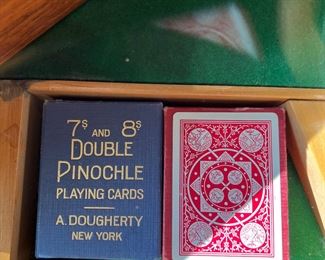 7s AND 8s
DOUBLE
PINOCHLE
PLAYING CARDS
A. DOUGHERTY
NEW YORK